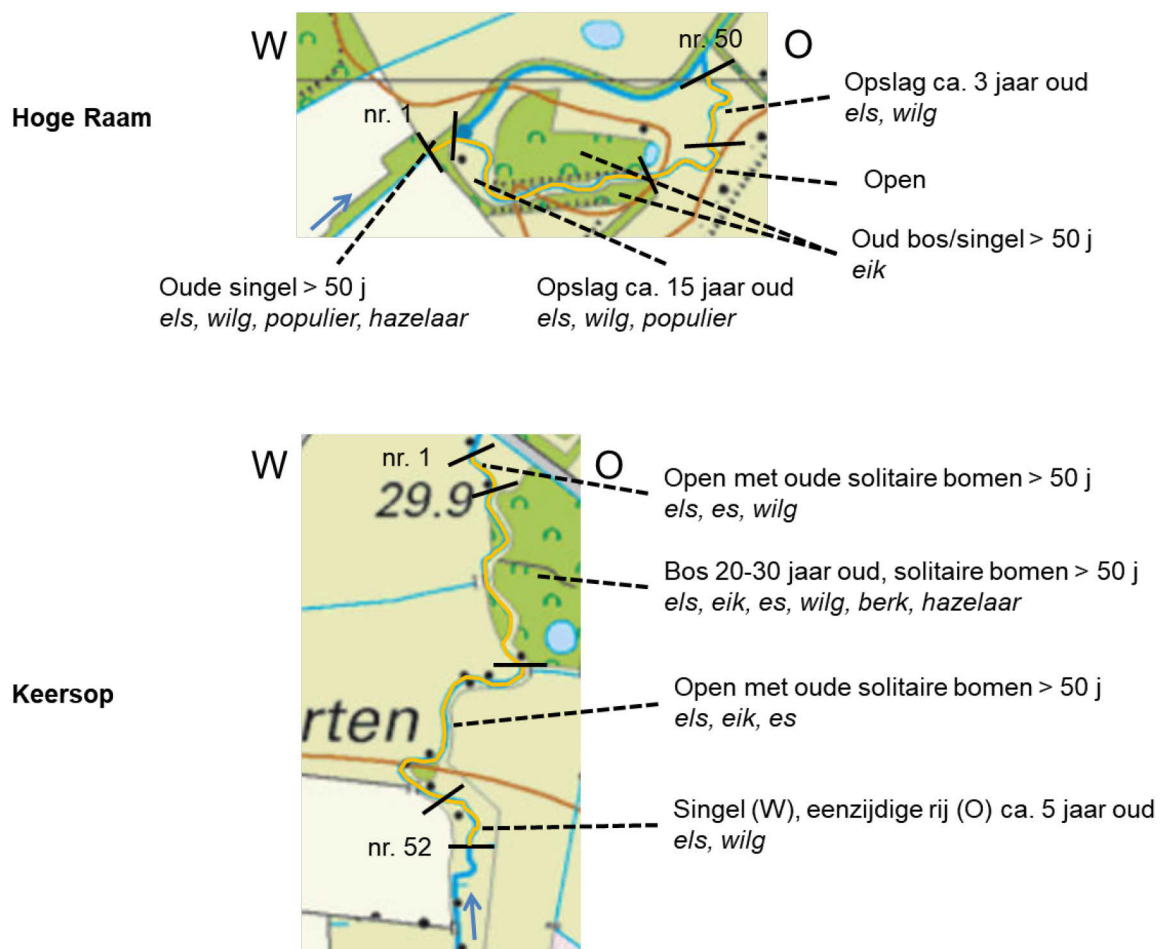 W
O
nr. 50
Opslag ca. 3 jaar oud
els, wilg
Hoge Raam
nr. 1
Open
Oud bos/singel > 50 j
eik
Oude singel > 50 j
els, wilg, populier, hazelaar
Opslag ca. 15 jaar oud
els, wilg, populier
W
O
nr. 1
29.9
Open met oude solitaire bomen > 50 j
els, es, wilg
Bos 20-30 jaar oud, solitaire bomen > 50 j
els, eik, es, wilg, berk, hazelaar
Keersop
rten
Open met oude solitaire bomen > 50 j
els, eik, es
Singel (W), eenzijdige rij (O) ca. 5 jaar oud
els, wilg
nr. 52